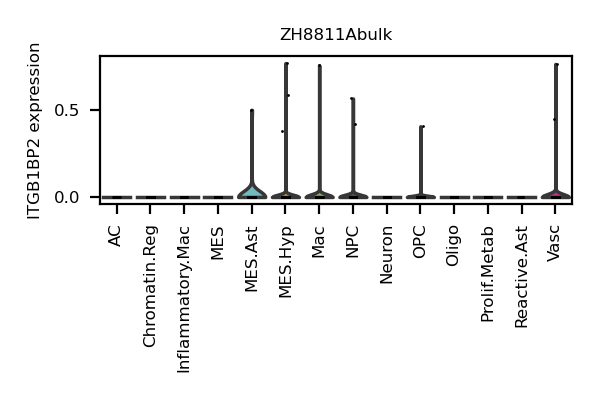 ZH8811Abulk
ITGB1BP2 expression
0.5
0.0
AC
Chromatin.Reg
Inflammatory.Mac
MES
MES.Ast
MES.Hyp
Mac
NPC
Neuron
OPC
Oligo
Prolif.Metab
Reactive.Ast
Vasc